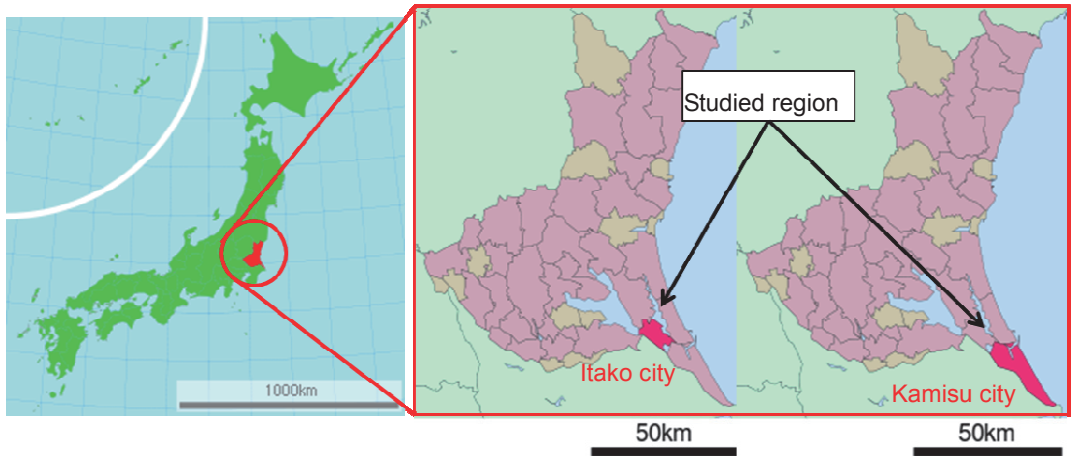 Studied region
Itako city
Kamisu city
1000km
50km
50km